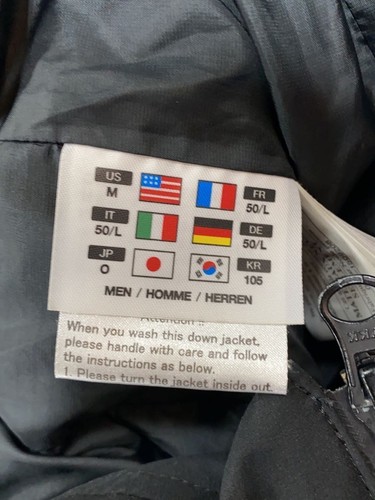 US
M
FR
50/L
IT
50/L
DE
50/L
JP
O
KR
105
MEN / HOMME / HERREN
Attention !!
When you wash this down jacket,
please handle with care and follow
the instructions as below.
1. Please turn the jacket inside out